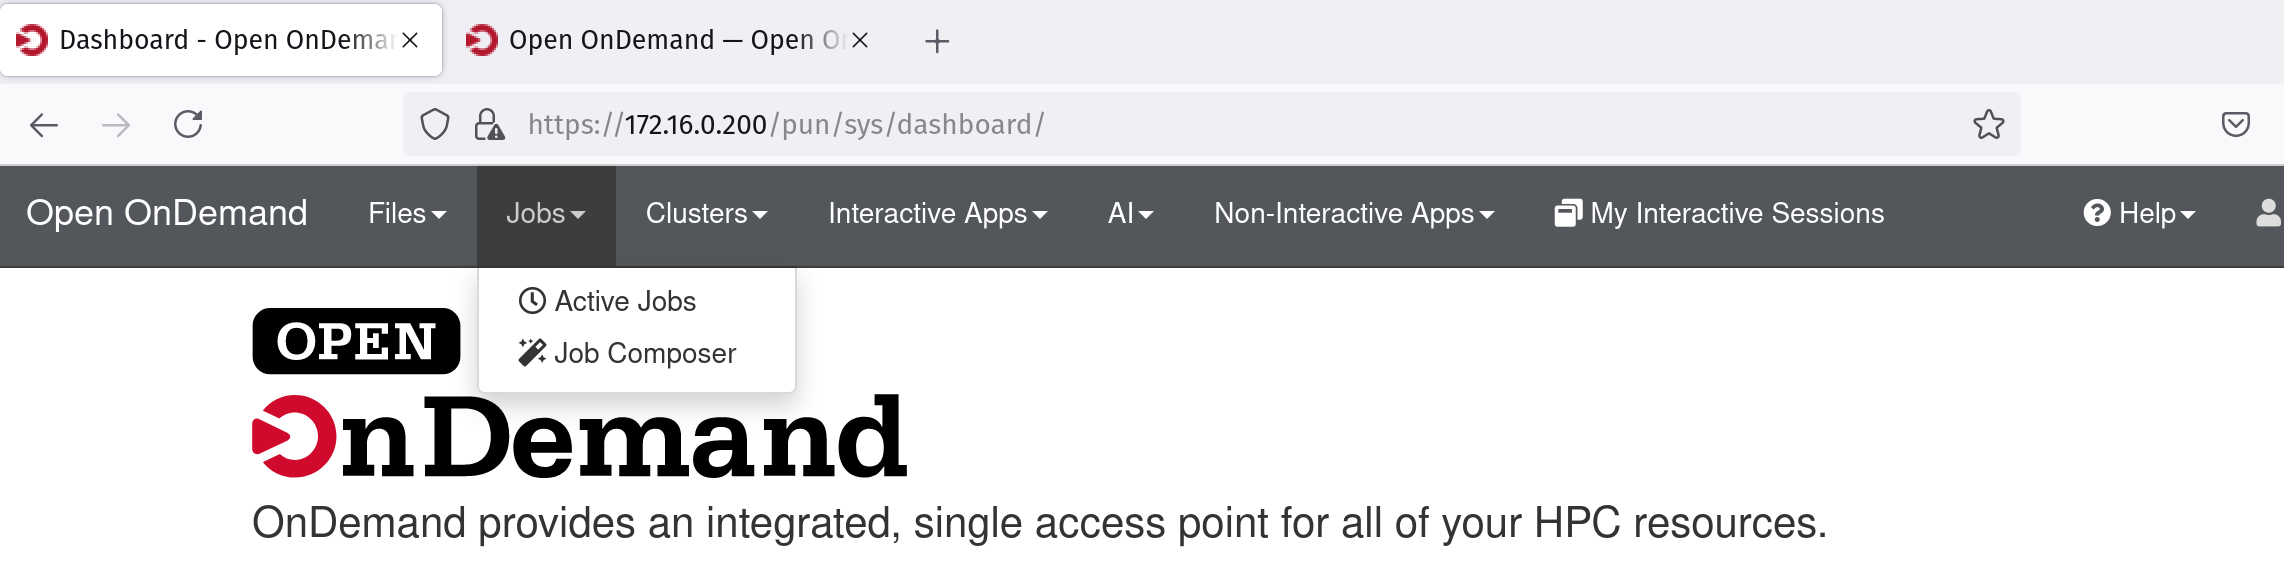 Dashboard - Open OnDema
Open OnDemand — Open O
https://172.16.0.200/pun/sys/dashboard/
Open OnDemand Files Jobs Clusters Interactive Apps AI Non-Interactive Apps My Interactive Sessions Help
Active Jobs
Job Composer
OPEN
OnDemand
OnDemand provides an integrated, single access point for all of your HPC resources.